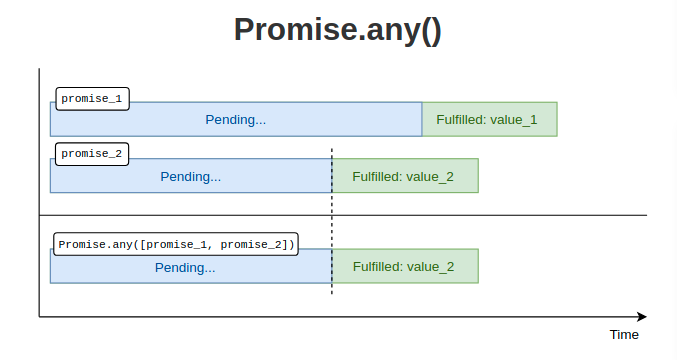 Promise.any()
promise_1
Pending...
Fulfilled: value_1
promise_2
Pending...
Fulfilled: value_2
Promise.any([promise_1, promise_2])
Pending...
Fulfilled: value_2
Time